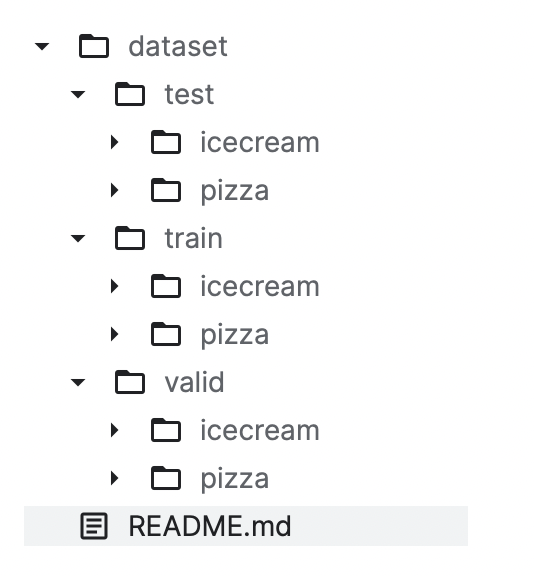 dataset
test
icecream
pizza
train
icecream
pizza
valid
icecream
pizza
README.md